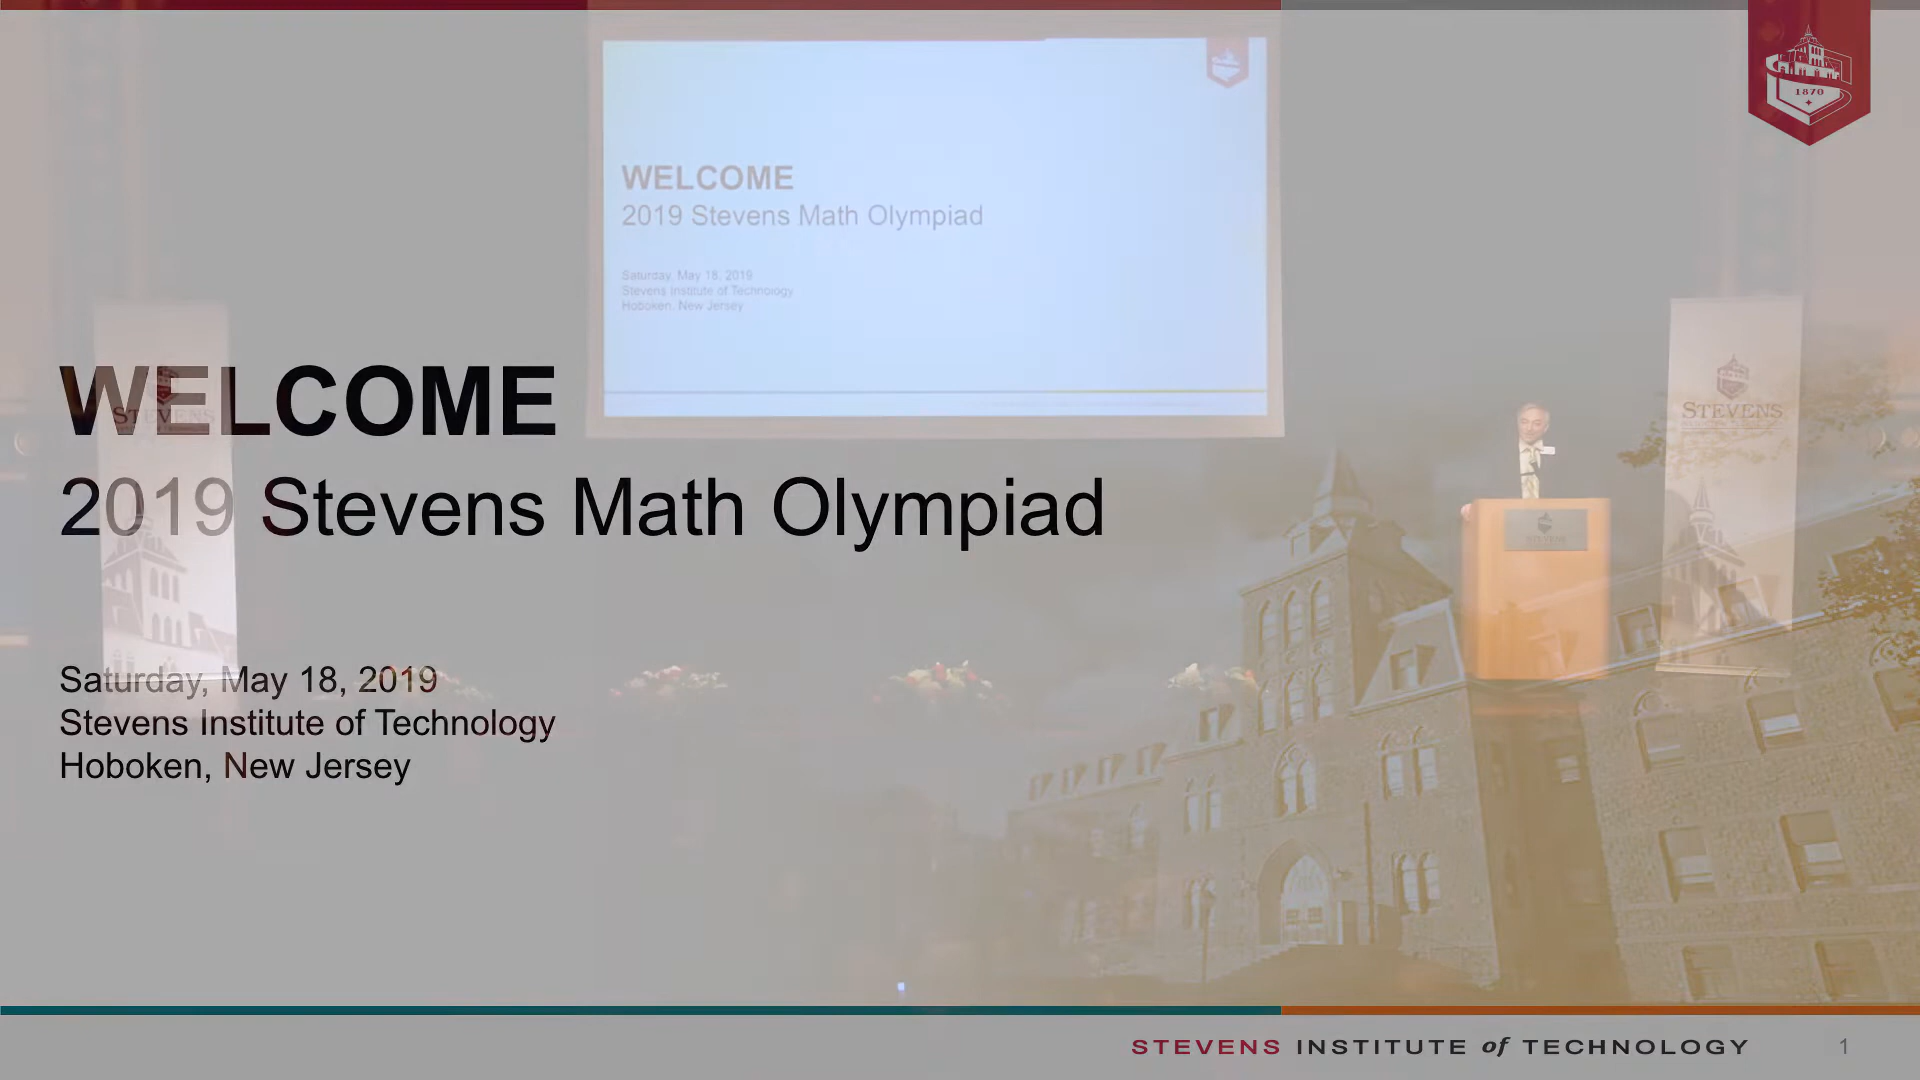 1870
WELCOME
2019 Stevens Math Olympiad
Saturday, May 18, 2019
Stevens Institute of Technology
Hoboken, New Jersey
STEVENS
STEVENS
WELCOME
2019 Stevens Math Olympiad
Saturday, May 18, 2019
Stevens Institute of Technology
Hoboken, New Jersey
STEVENS
STEVENS INSTITUTE of TECHNOLOGY
1